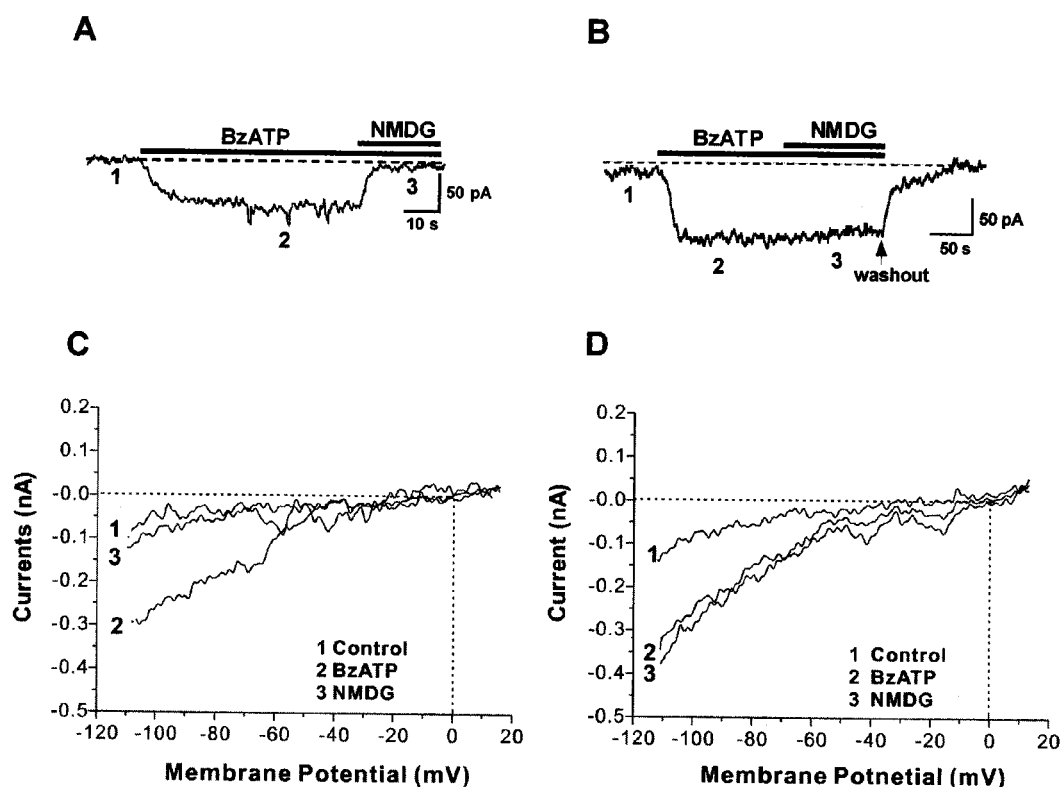 A
BzATP
NMDG
1
2
3
50 pA
10 s
B
BzATP
NMDG
1
2
3
50 pA
50 s
washout
C
0.2
0.1
-0.0
-0.1
-0.2
-0.3
-0.4
-0.5
Currents (nA)
1
3
2
1 Control
2 BzATP
3 NMDG
-120 -100 -80 -60 -40 -20 0 20
Membrane Potential (mV)
D
0.2
0.1
-0.0
-0.1
-0.2
-0.3
-0.4
-0.5
Current (nA)
1
2
3
1 Control
2 BzATP
3 NMDG
-120 -100 -80 -60 -40 -20 0 20
Membrane Potnetial (mV)